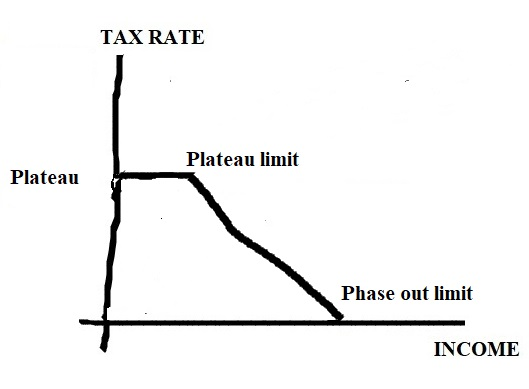 TAX RATE
Plateau limit
Plateau
Phase out limit
INCOME